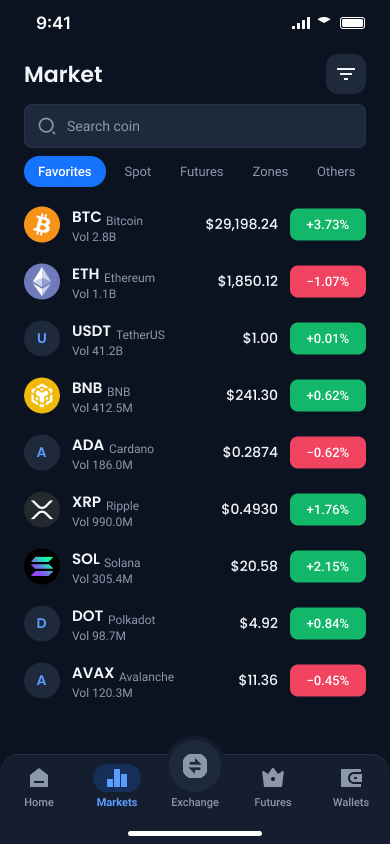 9:41
Market
Search coin
Favorites Spot Futures Zones Others
BTC Bitcoin $29,198.24 +3.73%
Vol 2.8B
ETH Ethereum $1,850.12 −1.07%
Vol 1.1B
U USDT TetherUS $1.00 +0.01%
Vol 41.2B
BNB BNB $241.30 +0.62%
Vol 412.5M
A ADA Cardano $0.2874 −0.62%
Vol 186.0M
XRP Ripple $0.4930 +1.76%
Vol 990.0M
SOL Solana $20.58 +2.15%
Vol 305.4M
D DOT Polkadot $4.92 +0.84%
Vol 98.7M
A AVAX Avalanche $11.36 −0.45%
Vol 120.3M
Home Markets Exchange Futures Wallets